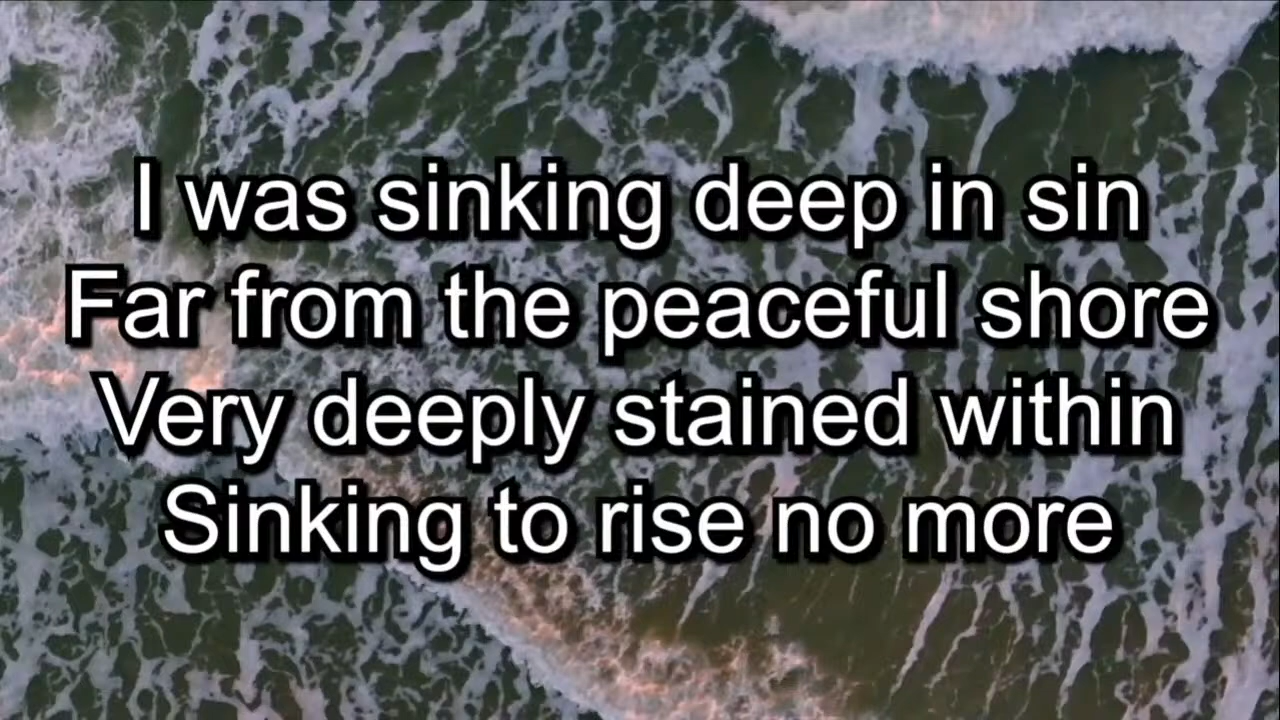 I was sinking deep in sin
Far from the peaceful shore
Very deeply stained within
Sinking to rise no more